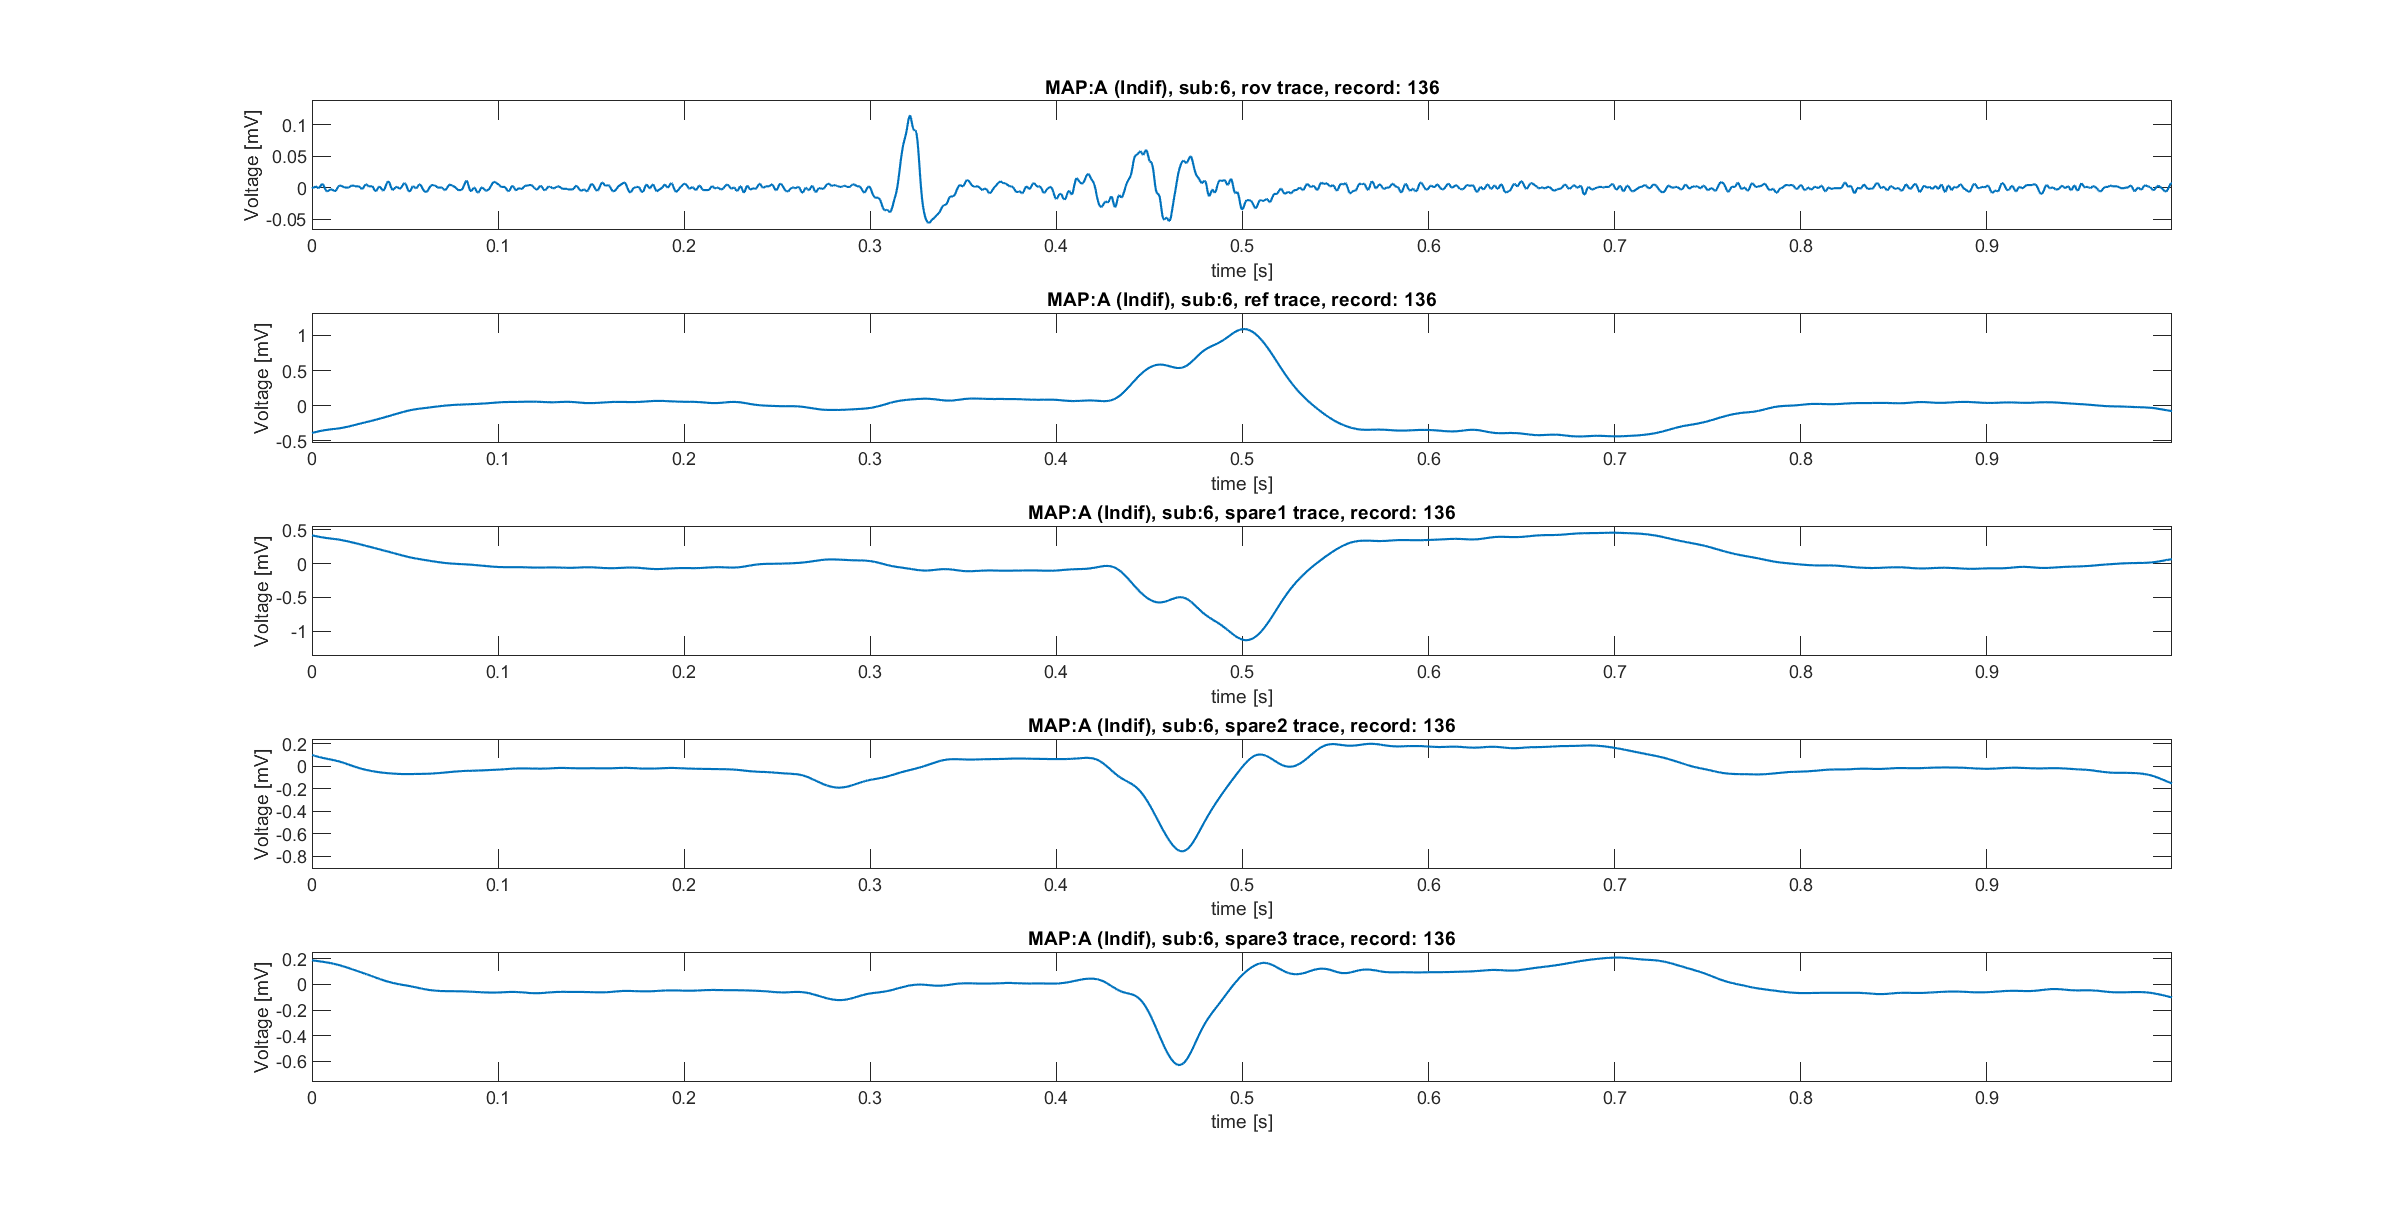 MAP:A (Indif), sub:6, rov trace, record: 136
Voltage [mV]
0.1
0.05
0
-0.05
0 0.1 0.2 0.3 0.4 0.5 0.6 0.7 0.8 0.9
time [s]
MAP:A (Indif), sub:6, ref trace, record: 136
Voltage [mV]
1
0.5
0
-0.5
0 0.1 0.2 0.3 0.4 0.5 0.6 0.7 0.8 0.9
time [s]
MAP:A (Indif), sub:6, spare1 trace, record: 136
Voltage [mV]
0.5
0
-0.5
-1
0 0.1 0.2 0.3 0.4 0.5 0.6 0.7 0.8 0.9
time [s]
MAP:A (Indif), sub:6, spare2 trace, record: 136
Voltage [mV]
0.2
0
-0.2
-0.4
-0.6
-0.8
0 0.1 0.2 0.3 0.4 0.5 0.6 0.7 0.8 0.9
time [s]
MAP:A (Indif), sub:6, spare3 trace, record: 136
Voltage [mV]
0.2
0
-0.2
-0.4
-0.6
0 0.1 0.2 0.3 0.4 0.5 0.6 0.7 0.8 0.9
time [s]